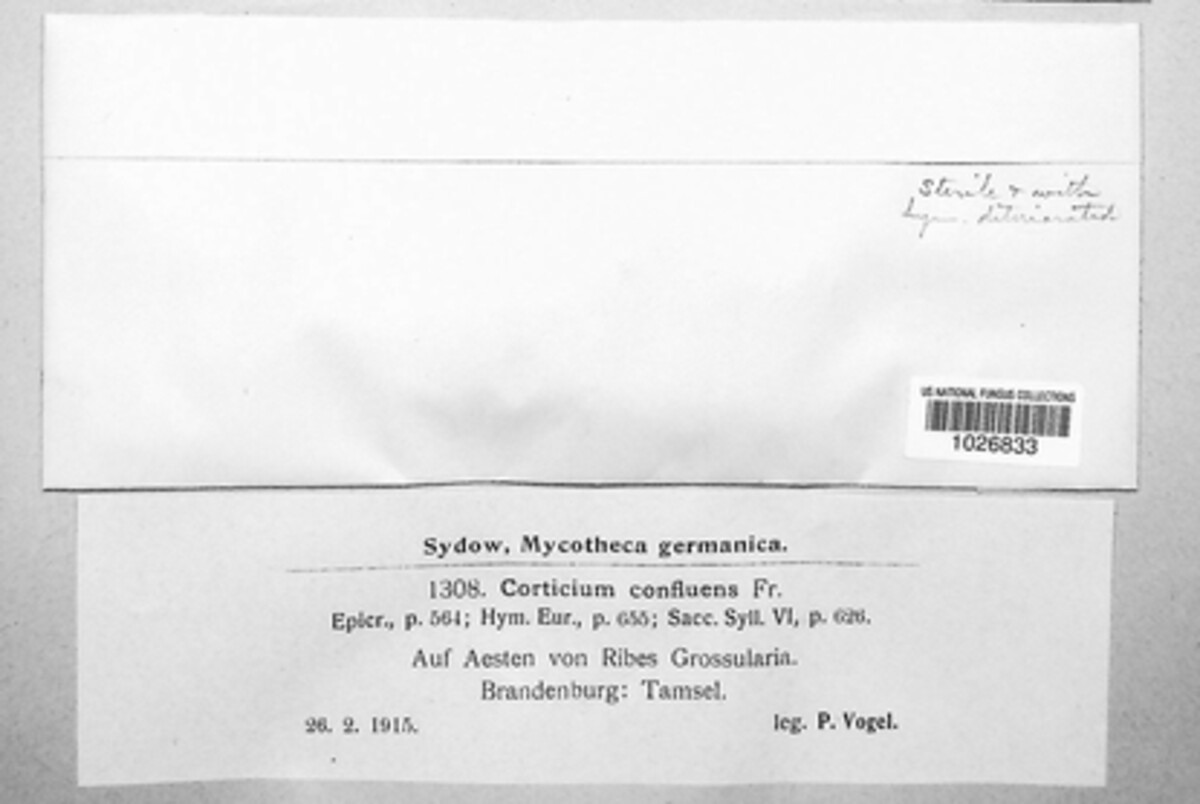 Sterile & with
hym. deteriorated
US NATIONAL FUNGUS COLLECTIONS
1026833
Sydow, Mycotheca germanica.
1308. Corticium confluens Fr.
Epicr., p. 564; Hym. Eur., p. 655; Sacc. Syll. VI, p. 626.
Auf Aesten von Ribes Grossularia.
Brandenburg: Tamsel.
26. 2. 1915.
leg. P. Vogel.